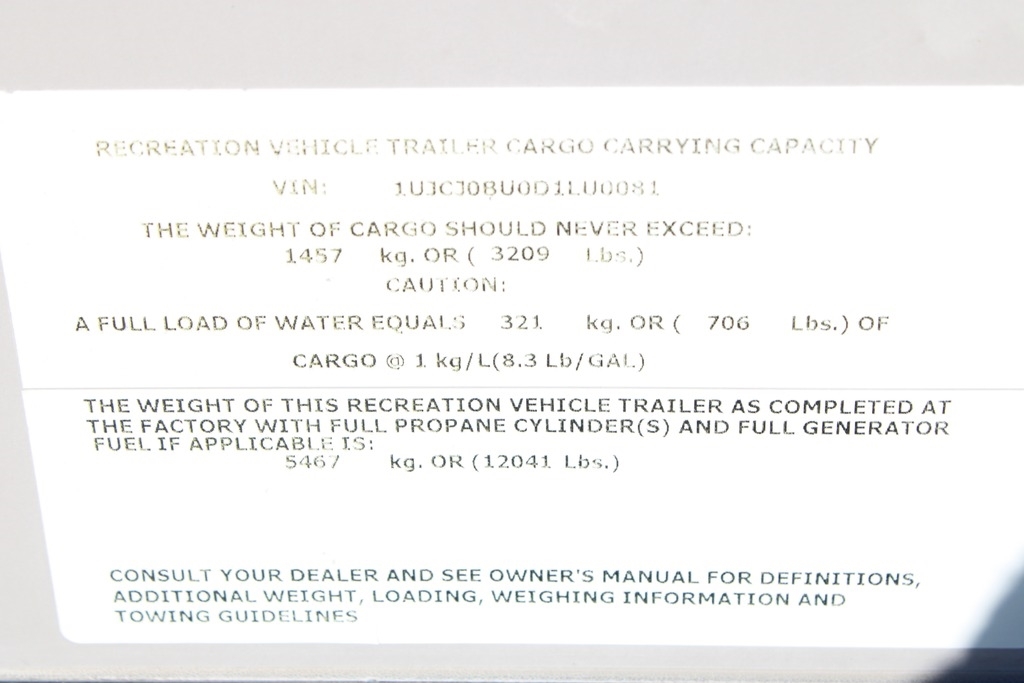 RECREATION VEHICLE TRAILER CARGO CARRYING CAPACITY
VIN: 1UJCJ0BU0D1LU0081
THE WEIGHT OF CARGO SHOULD NEVER EXCEED:
1457 kg. OR ( 3209 Lbs.)
CAUTION:
A FULL LOAD OF WATER EQUALS 321 kg. OR ( 706 Lbs.) OF
CARGO @ 1 kg/L(8.3 Lb/GAL)
THE WEIGHT OF THIS RECREATION VEHICLE TRAILER AS COMPLETED AT
THE FACTORY WITH FULL PROPANE CYLINDER(S) AND FULL GENERATOR
FUEL IF APPLICABLE IS:
5467 kg. OR (12041 Lbs.)
CONSULT YOUR DEALER AND SEE OWNER'S MANUAL FOR DEFINITIONS,
ADDITIONAL WEIGHT, LOADING, WEIGHING INFORMATION AND
TOWING GUIDELINES